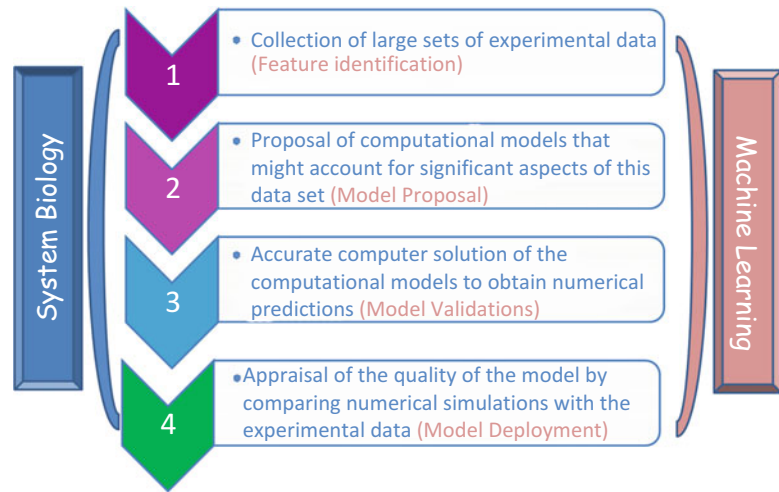 System Biology
1
• Collection of large sets of experimental data
(Feature identification)
2
• Proposal of computational models that
might account for significant aspects of this
data set (Model Proposal)
3
• Accurate computer solution of the
computational models to obtain numerical
predictions (Model Validations)
4
•Appraisal of the quality of the model by
comparing numerical simulations with the
experimental data (Model Deployment)
Machine Learning